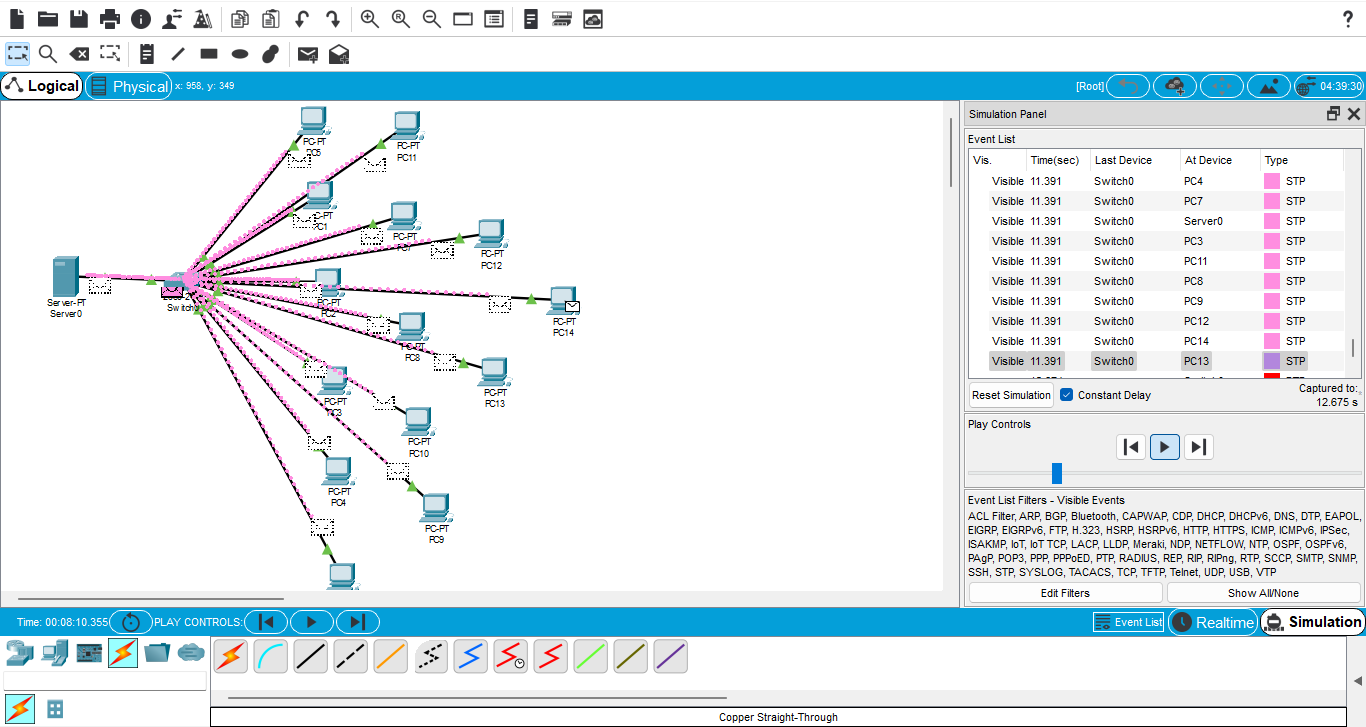 ?
Logical
Physical
x: 958, y: 349
[Root]
04:39:30
PC-PT
PC5
PC-PT
PC11
C-PT
PC1
PC-PT
PC7
PC-PT
PC12
Server-PT
Server0
Switch0
PC-PT
PC2
PC-PT
PC14
PC-PT
PC8
PC-PT
PC13
PC-PT
PC3
PC-PT
PC10
PC-PT
PC4
PC-PT
PC9
Simulation Panel
Event List
Vis. Time(sec) Last Device At Device Type
Visible 11.391 Switch0 PC4 STP
Visible 11.391 Switch0 PC7 STP
Visible 11.391 Switch0 Server0 STP
Visible 11.391 Switch0 PC3 STP
Visible 11.391 Switch0 PC11 STP
Visible 11.391 Switch0 PC8 STP
Visible 11.391 Switch0 PC9 STP
Visible 11.391 Switch0 PC12 STP
Visible 11.391 Switch0 PC14 STP
Visible 11.391 Switch0 PC13 STP
Reset Simulation
Constant Delay
Captured to:
12.675 s
Play Controls
Event List Filters - Visible Events
ACL Filter, ARP, BGP, Bluetooth, CAPWAP, CDP, DHCP, DHCPv6, DNS, DTP, EAPOL,
EIGRP, EIGRPv6, FTP, H.323, HSRP, HSRPv6, HTTP, HTTPS, ICMP, ICMPv6, IPSec,
ISAKMP, IoT, IoT TCP, LACP, LLDP, Meraki, NDP, NETFLOW, NTP, OSPF, OSPFv6,
PAgP, POP3, PPP, PPPoED, PTP, RADIUS, REP, RIP, RIPng, RTP, SCCP, SMTP, SNMP,
SSH, STP, SYSLOG, TACACS, TCP, TFTP, Telnet, UDP, USB, VTP
Edit Filters
Show All/None
Time: 00:08:10.355
PLAY CONTROLS:
Event List
Realtime
Simulation
Copper Straight-Through